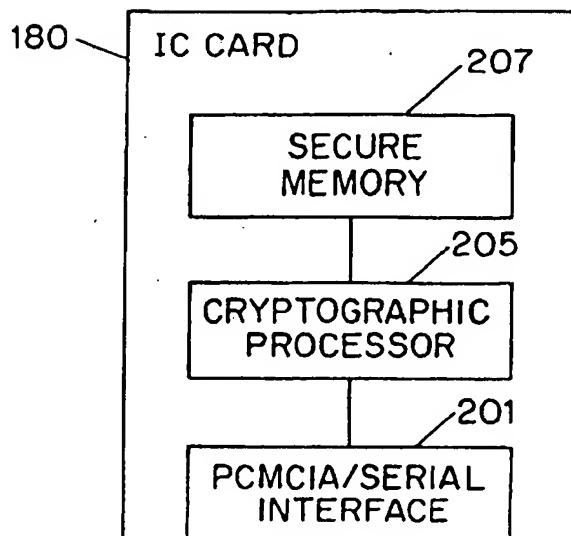 180
IC CARD
207
SECURE
MEMORY
205
CRYPTOGRAPHIC
PROCESSOR
201
PCMCIA/SERIAL
INTERFACE